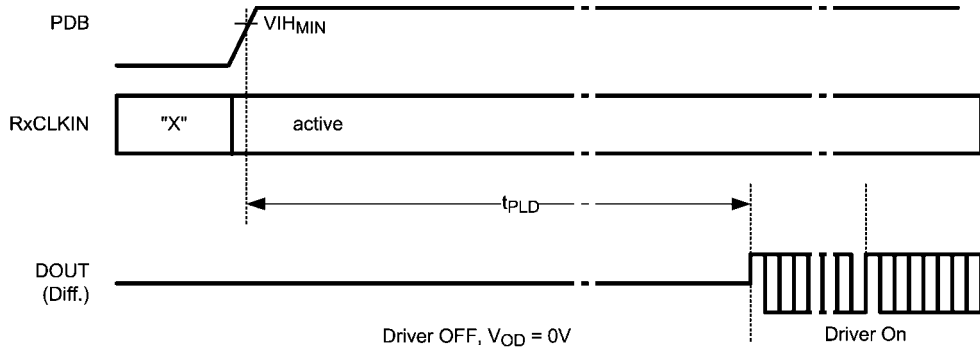 PDB
VIHMIN
RxCLKIN
"X"
active
tPLD
DOUT
(Diff.)
Driver OFF, VOD = 0V
Driver On